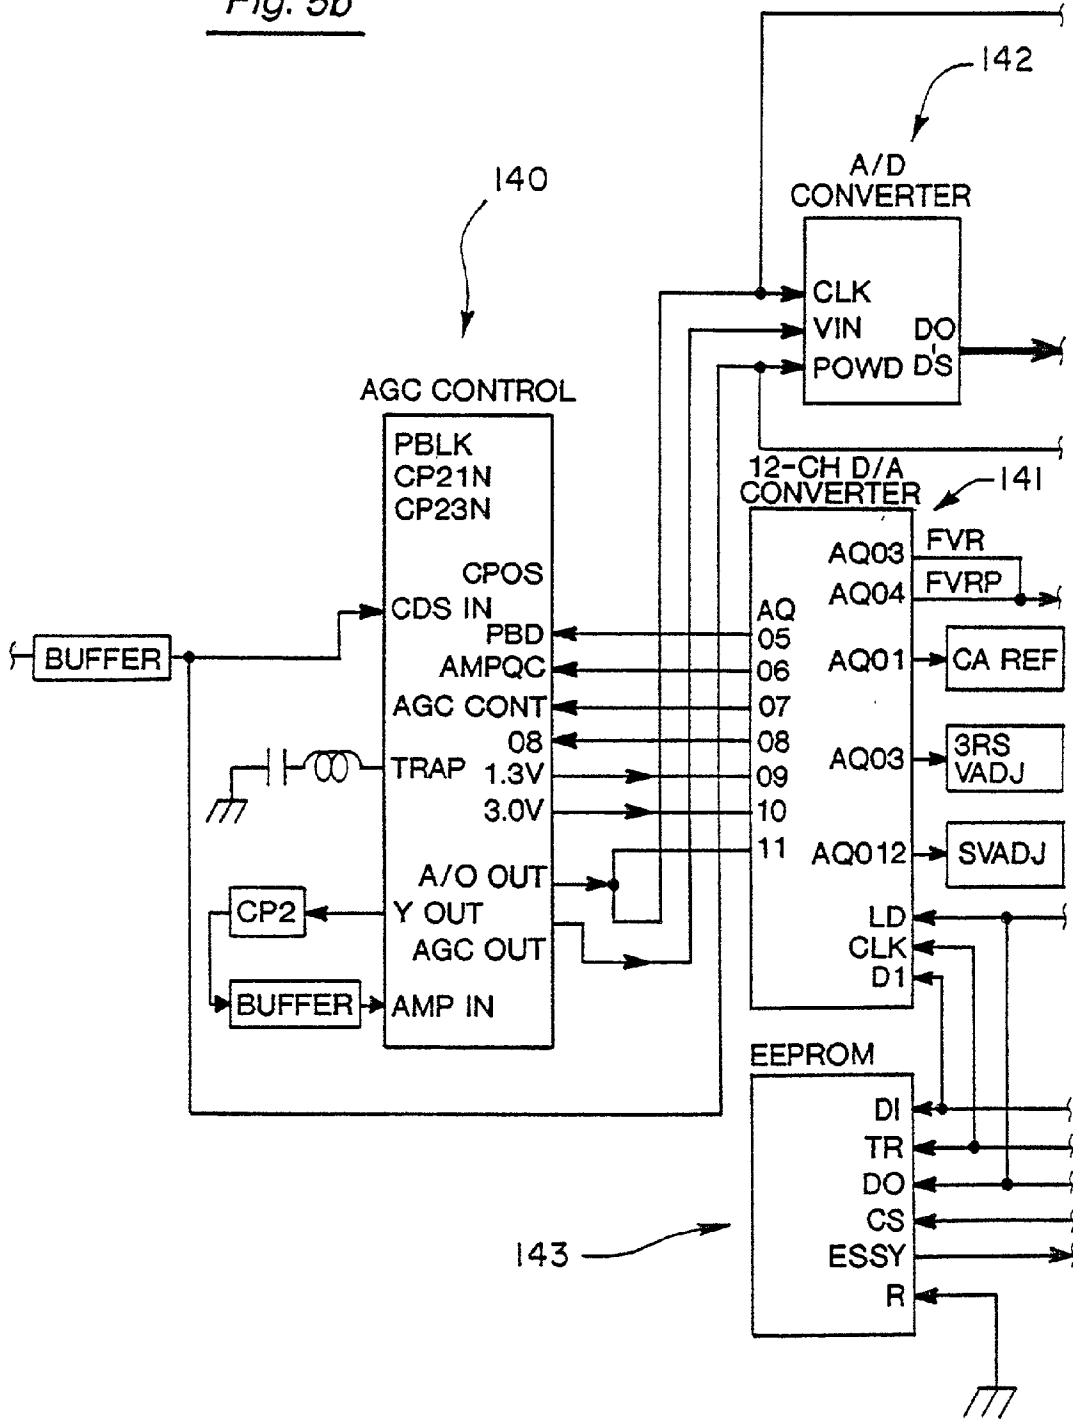 Fig. 5b
142
A/D
CONVERTER
140
CLK
VIN
DO
POWD
D'S
AGC CONTROL
PBLK
CP21N
CP23N
12-CH D/A
CONVERTER
141
CPOS
CDS IN
PBD
AMPQC
AGC CONT
08
TRAP
1.3V
3.0V
A/O OUT
Y OUT
AGC OUT
AMP IN
BUFFER
CP2
BUFFER
AQ
05
06
07
08
09
10
11
AQ03
FVR
AQ04
FVRP
AQ01
CA REF
AQ03
3RS
VADJ
AQ012
SVADJ
LD
CLK
D1
EEPROM
DI
TR
DO
CS
ESSY
R
143